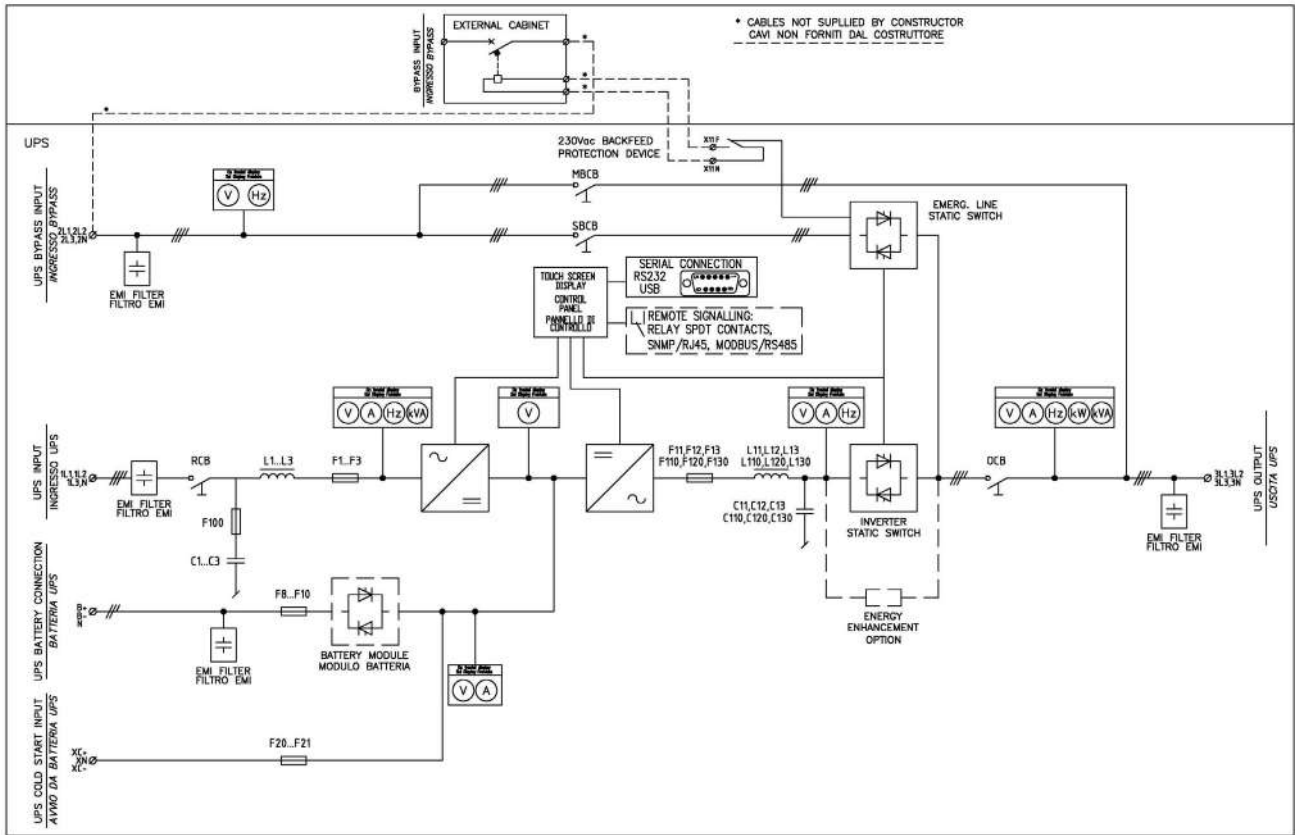 EXTERNAL CABINET
BYPASS INPUT
INGRESSO BYPASS
* CABLES NOT SUPLLIED BY CONSTRUCTOR
CAVI NON FORNITI DAL COSTRUTTORE
*
*
*
*
UPS
230Vac BACKFEED
PROTECTION DEVICE
X11F
X11N
UPS BYPASS INPUT
INGRESSO BYPASS
2L1,2L2
2L3,2N
V Hz
MBCB
SBCB
EMERG. LINE
STATIC SWITCH
EMI FILTER
FILTRO EMI
TOUCH SCREEN
DISPLAY
CONTROL
PANEL
PANNELLO DI
CONTROLLO
SERIAL CONNECTION
RS232
USB
REMOTE SIGNALLING:
RELAY SPDT CONTACTS,
SNMP/RJ45, MODBUS/RS485
UPS INPUT
INGRESSO UPS
1L1,1L2
1L3,N
EMI FILTER
FILTRO EMI
RCB
L1...L3
F1...F3
V A Hz kVA
V
F11,F12,F13
F110,F120,F130
L11,L12,L13
L110,L120,L130
V A Hz
V A Hz kW kVA
C11,C12,C13
C110,C120,C130
INVERTER
STATIC SWITCH
OCB
3L1,3L2
3L3,3N
UPS OUTPUT
USCITA UPS
EMI FILTER
FILTRO EMI
F100
C1...C3
UPS BATTERY CONNECTION
BATTERIA UPS
B+
B-
N
EMI FILTER
FILTRO EMI
F8...F10
BATTERY MODULE
MODULO BATTERIA
V A
ENERGY
ENHANCEMENT
OPTION
UPS COLD START INPUT
AVVIO DA BATTERIA UPS
XC+
XN
XC-
F20...F21